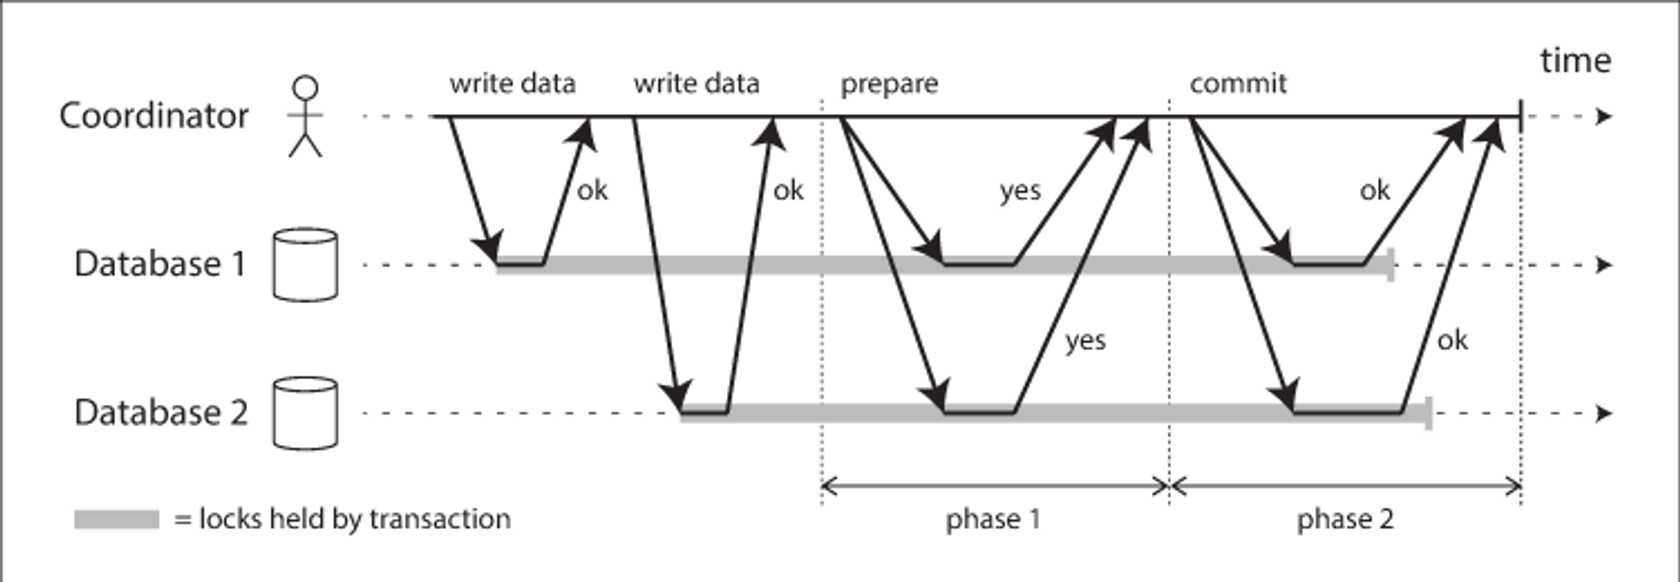 time
write data write data prepare commit
Coordinator
ok ok yes ok
Database 1
yes ok
Database 2
= locks held by transaction
phase 1 phase 2